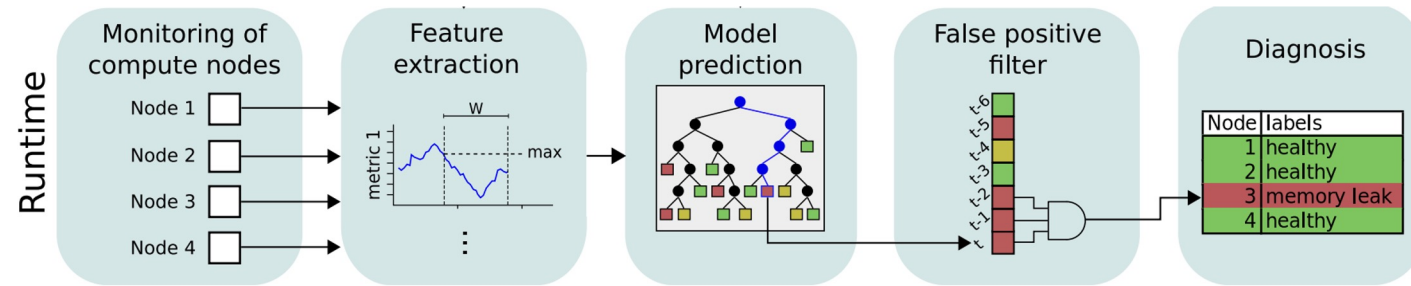 Runtime
Monitoring of
compute nodes
Node 1
Node 2
Node 3
Node 4
Feature
extraction
W
max
metric 1
⋮
Model
prediction
False positive
filter
t-6
t-5
t-4
t-3
t-2
t-1
t
Diagnosis
Node labels
1 healthy
2 healthy
3 memory leak
4 healthy